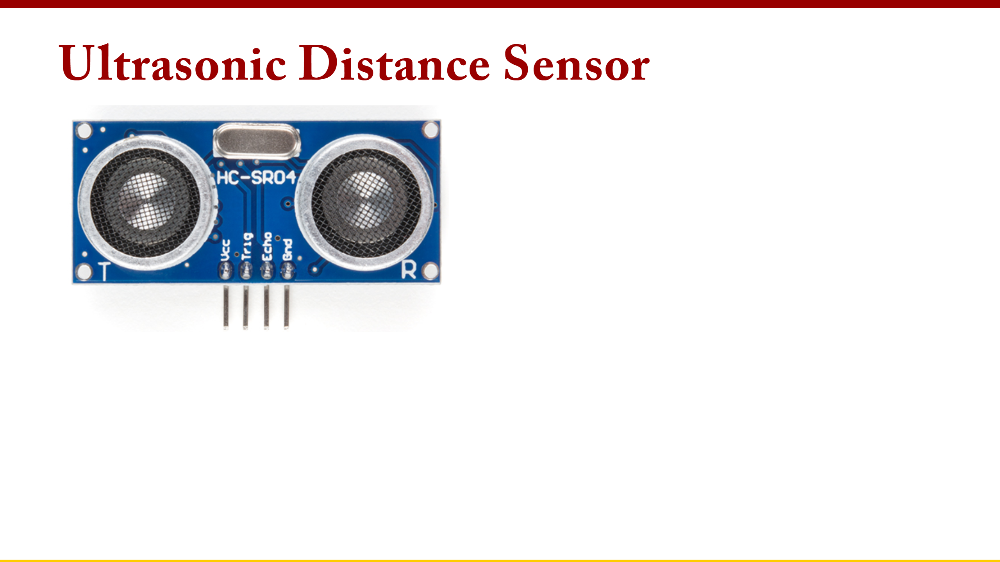 Ultrasonic Distance Sensor
HC-SR04
Vcc
Trig
Echo
Gnd
T
R